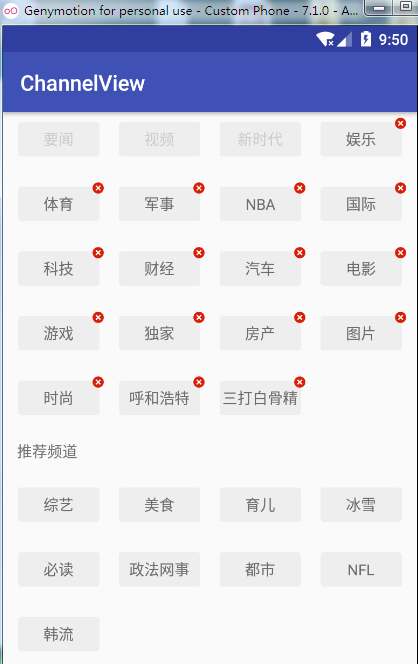 Genymotion for personal use - Custom Phone - 7.1.0 - A...
9:50
ChannelView
要闻 视频 新时代 娱乐
体育 军事 NBA 国际
科技 财经 汽车 电影
游戏 独家 房产 图片
时尚 呼和浩特 三打白骨精
推荐频道
综艺 美食 育儿 冰雪
必读 政法网事 都市 NFL
韩流